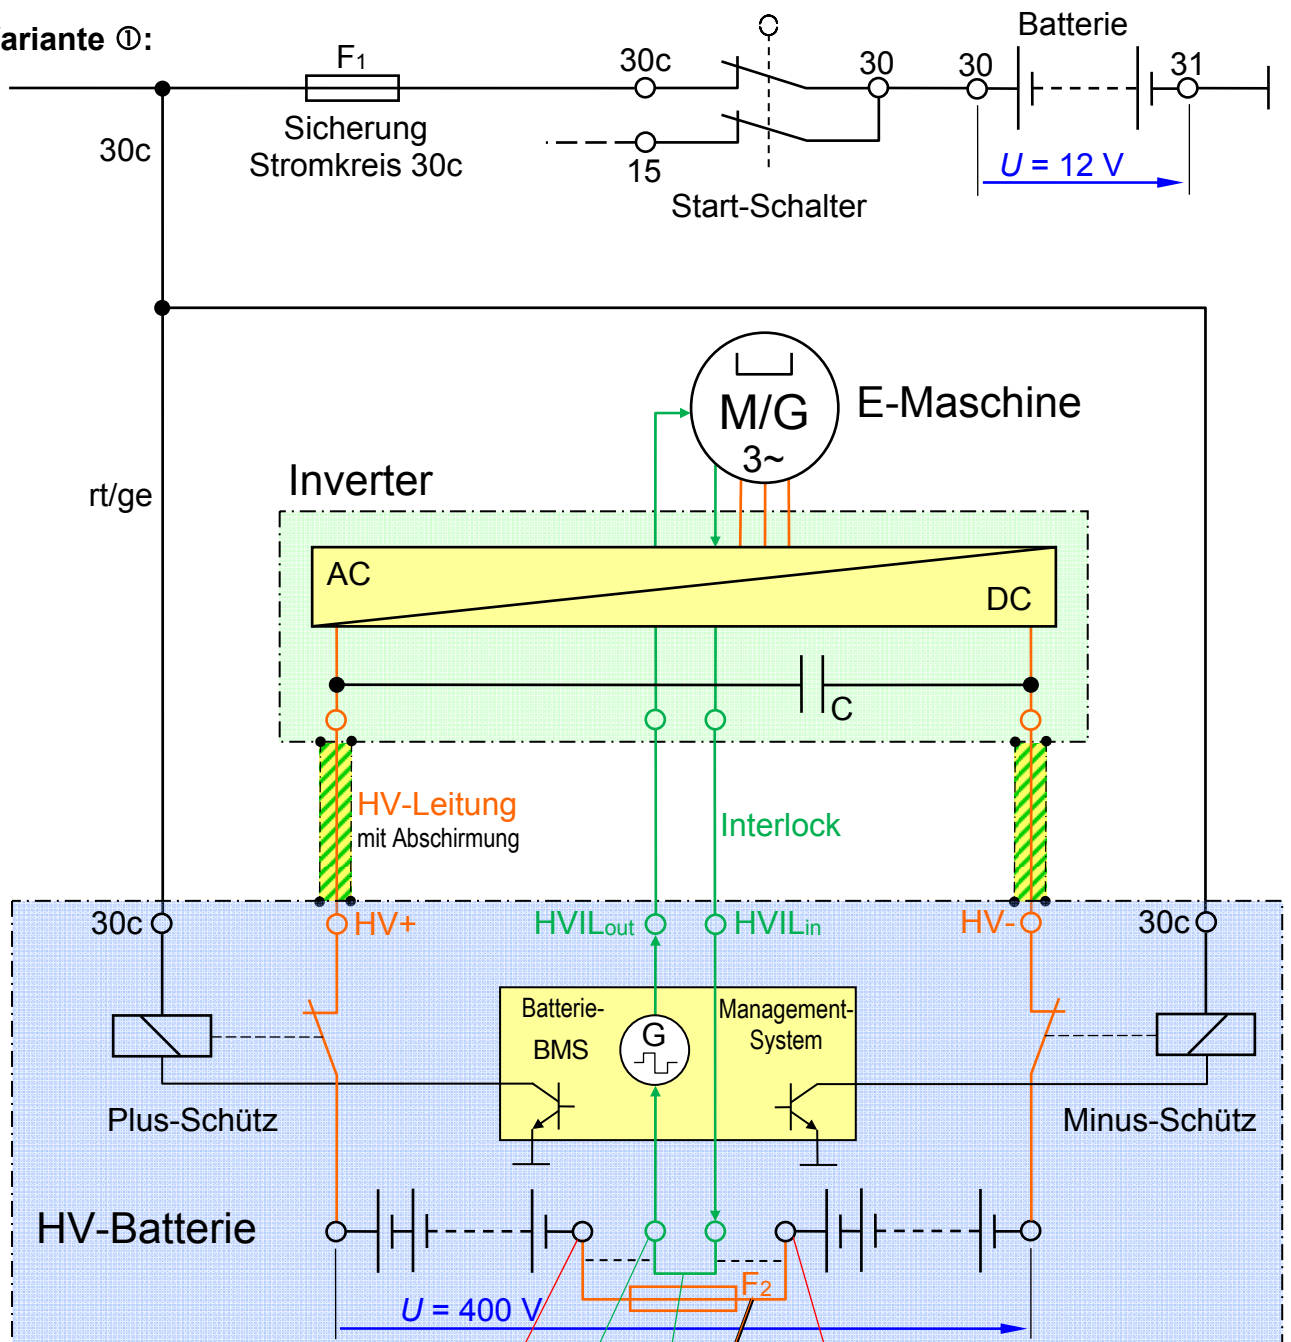 ariante ①:
Batterie
F1
30c
30
30
31
Sicherung
Stromkreis 30c
30c
15
U = 12 V
Start-Schalter
M/G
3~
E-Maschine
rt/ge
Inverter
AC
DC
C
HV-Leitung
mit Abschirmung
Interlock
30c
HV+
HVILout
HVILin
HV-
30c
Batterie-
BMS
G
Management-
System
Plus-Schütz
Minus-Schütz
HV-Batterie
F2
U = 400 V